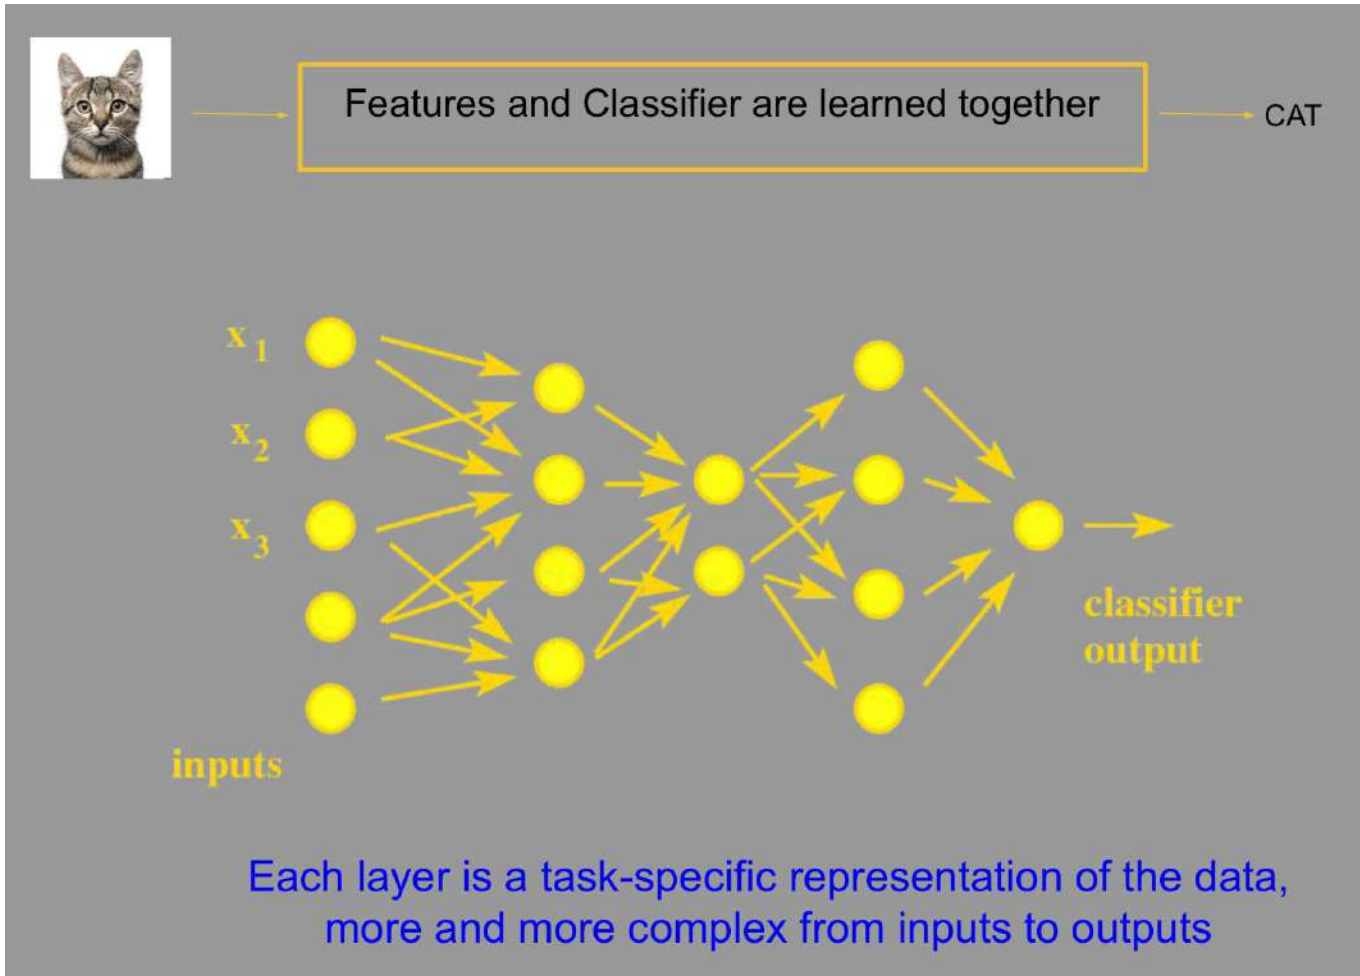 Features and Classifier are learned together
CAT
x1
x2
x3
inputs
classifier
output
Each layer is a task-specific representation of the data,
more and more complex from inputs to outputs